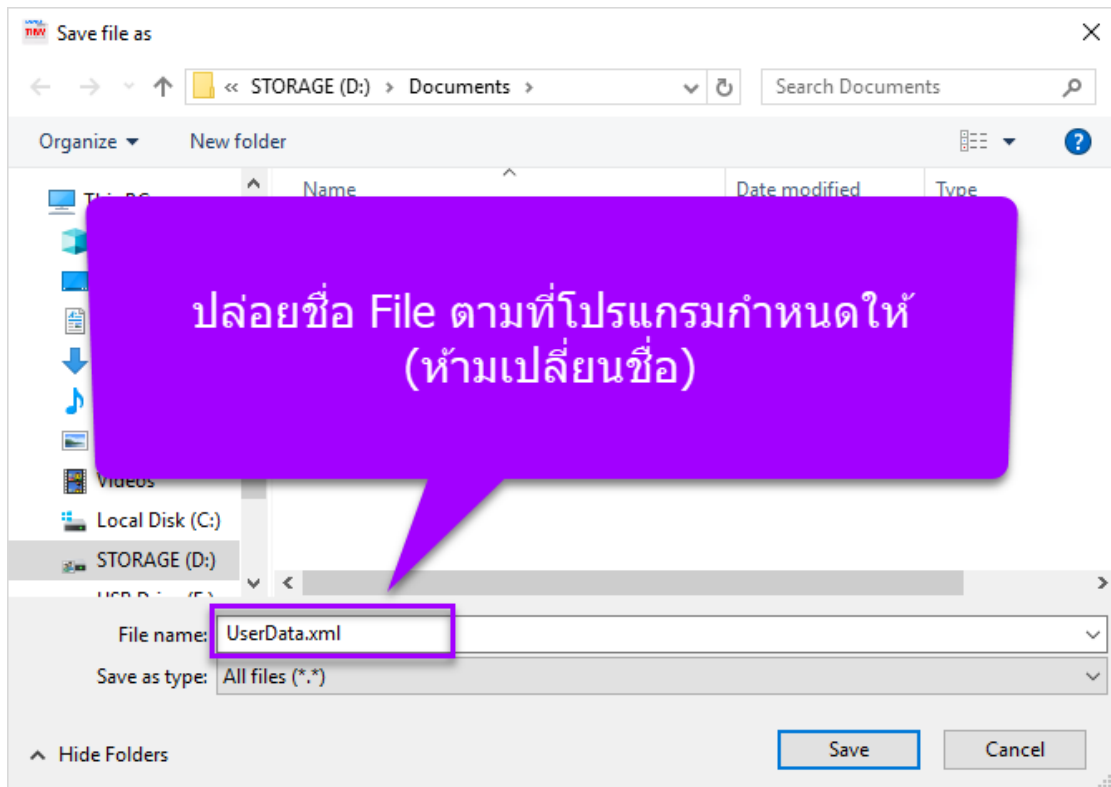 Save file as
« STORAGE (D:) › Documents ›
Search Documents
Organize
New folder
Name
Date modified
Type
ปล่อยชื่อ File ตามที่โปรแกรมกำหนดให้
(ห้ามเปลี่ยนชื่อ)
Videos
Local Disk (C:)
STORAGE (D:)
File name: UserData.xml
Save as type: All files (*.*)
Hide Folders
Save
Cancel